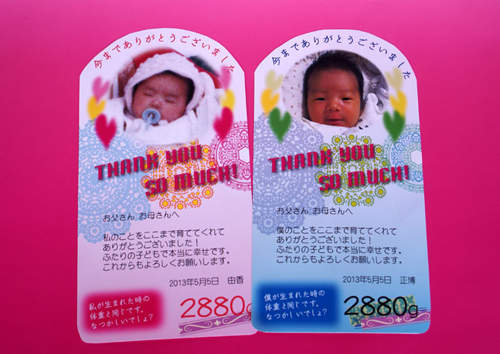 今までありがとうございました
THANK YOU
SO MUCH!
お父さん お母さんへ
私のことをここまで育ててくれて
ありがとうございました！
ふたりの子どもで本当に幸せです。
これからもよろしくお願いします。
2013年5月5日 由香
私が生まれた時の
体重と同じです。
なつかしいでしょ？
2880g
今までありがとうございました
THANK YOU
SO MUCH!
お父さん お母さんへ
僕のことをここまで育ててくれて
ありがとうございました！
ふたりの子どもで本当に幸せです。
これからもよろしくお願いします。
2013年5月5日 正博
僕が生まれた時の
体重と同じです。
なつかしいでしょ？
2880g